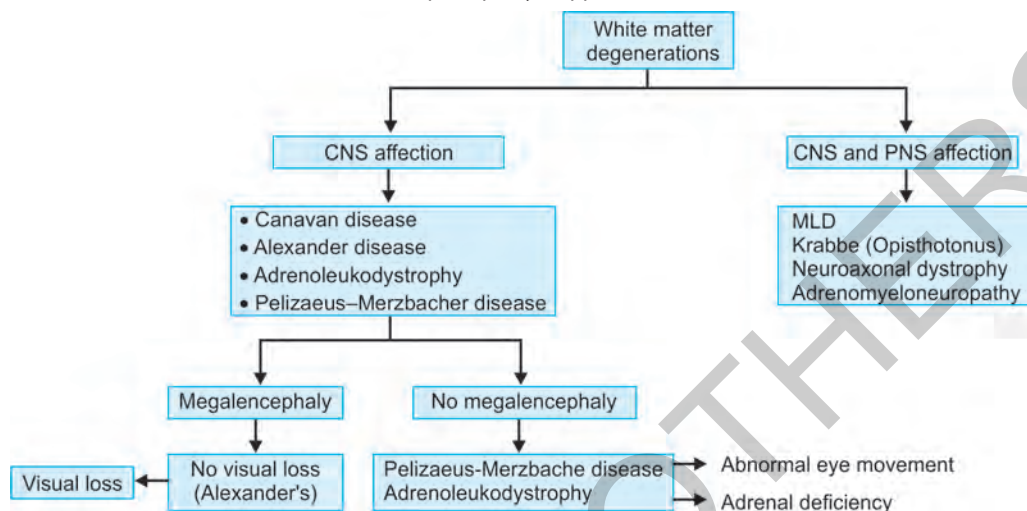 White matter
degenerations
CNS affection
CNS and PNS affection
• Canavan disease
• Alexander disease
• Adrenoleukodystrophy
• Pelizaeus–Merzbacher disease
MLD
Krabbe (Opisthotonus)
Neuroaxonal dystrophy
Adrenomyeloneuropathy
Megalencephaly
No megalencephaly
Visual loss
No visual loss
(Alexander's)
Pelizaeus-Merzbache disease
Adrenoleukodystrophy
Abnormal eye movement
Adrenal deficiency
OTHERS